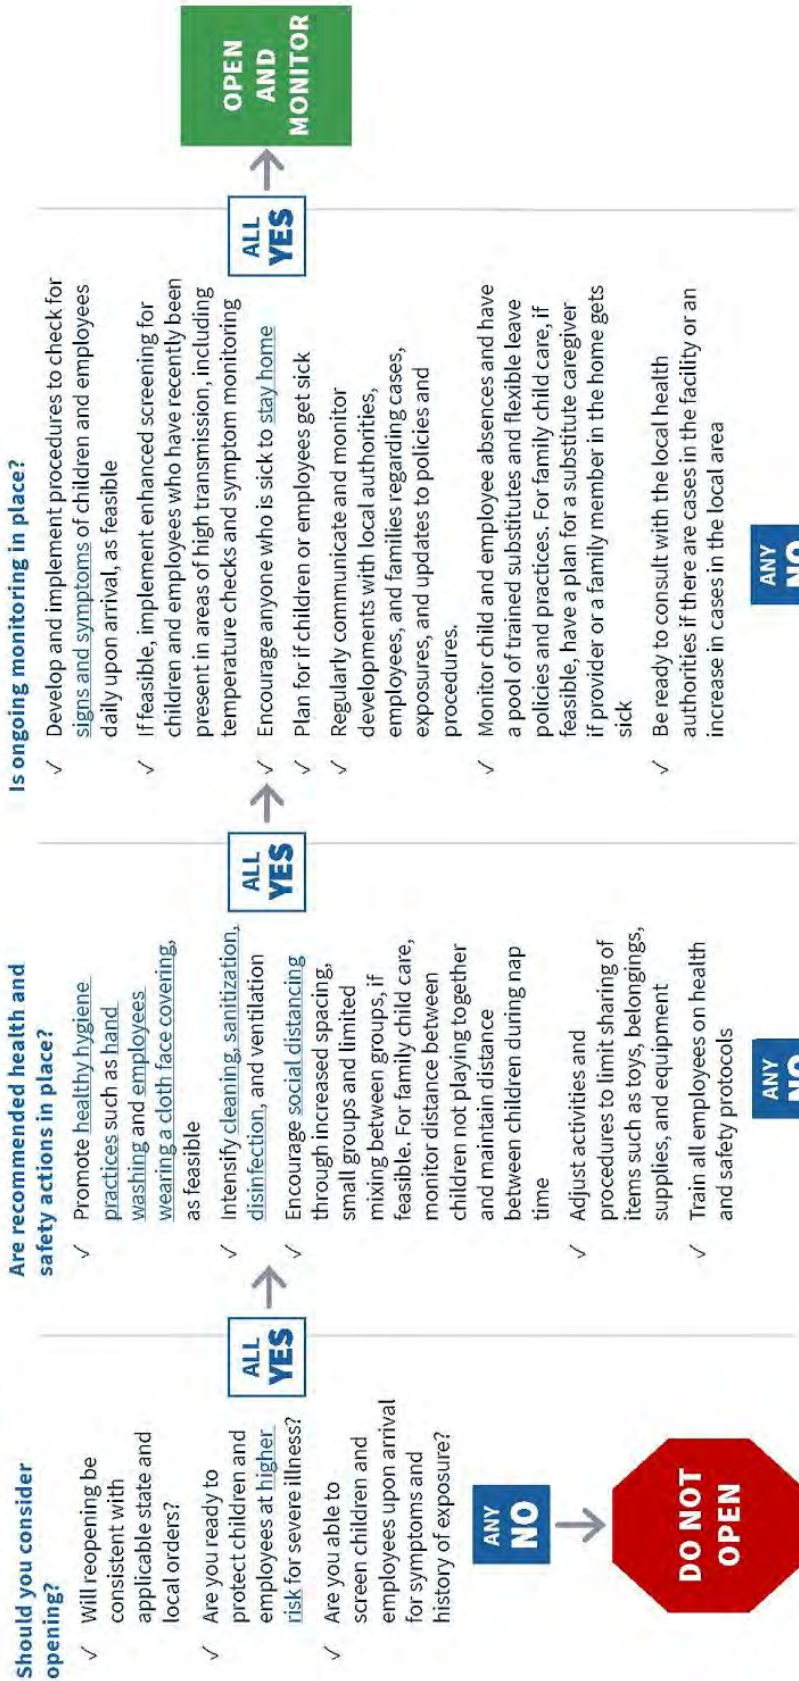 Should you consider
opening?
✓ Will reopening be
consistent with
applicable state and
local orders?
✓ Are you ready to
protect children and
employees at higher
risk for severe illness?
✓ Are you able to
screen children and
employees upon arrival
for symptoms and
history of exposure?
ANY
NO
DO NOT
OPEN
ALL
YES
Are recommended health and
safety actions in place?
✓ Promote healthy hygiene
practices such as hand
washing and employees
wearing a cloth face covering,
as feasible
✓ Intensify cleaning, sanitization,
disinfection, and ventilation
✓ Encourage social distancing
through increased spacing,
small groups and limited
mixing between groups, if
feasible. For family child care,
monitor distance between
children not playing together
and maintain distance
between children during nap
time
✓ Adjust activities and
procedures to limit sharing of
items such as toys, belongings,
supplies, and equipment
✓ Train all employees on health
and safety protocols
ANY
NO
ALL
YES
Is ongoing monitoring in place?
✓ Develop and implement procedures to check for
signs and symptoms of children and employees
daily upon arrival, as feasible
✓ If feasible, implement enhanced screening for
children and employees who have recently been
present in areas of high transmission, including
temperature checks and symptom monitoring
✓ Encourage anyone who is sick to stay home
✓ Plan for if children or employees get sick
✓ Regularly communicate and monitor
developments with local authorities,
employees, and families regarding cases,
exposures, and updates to policies and
procedures.
✓ Monitor child and employee absences and have
a pool of trained substitutes and flexible leave
policies and practices. For family child care, if
feasible, have a plan for a substitute caregiver
if provider or a family member in the home gets
sick
✓ Be ready to consult with the local health
authorities if there are cases in the facility or an
increase in cases in the local area
ANY
NO
ALL
YES
OPEN
AND
MONITOR